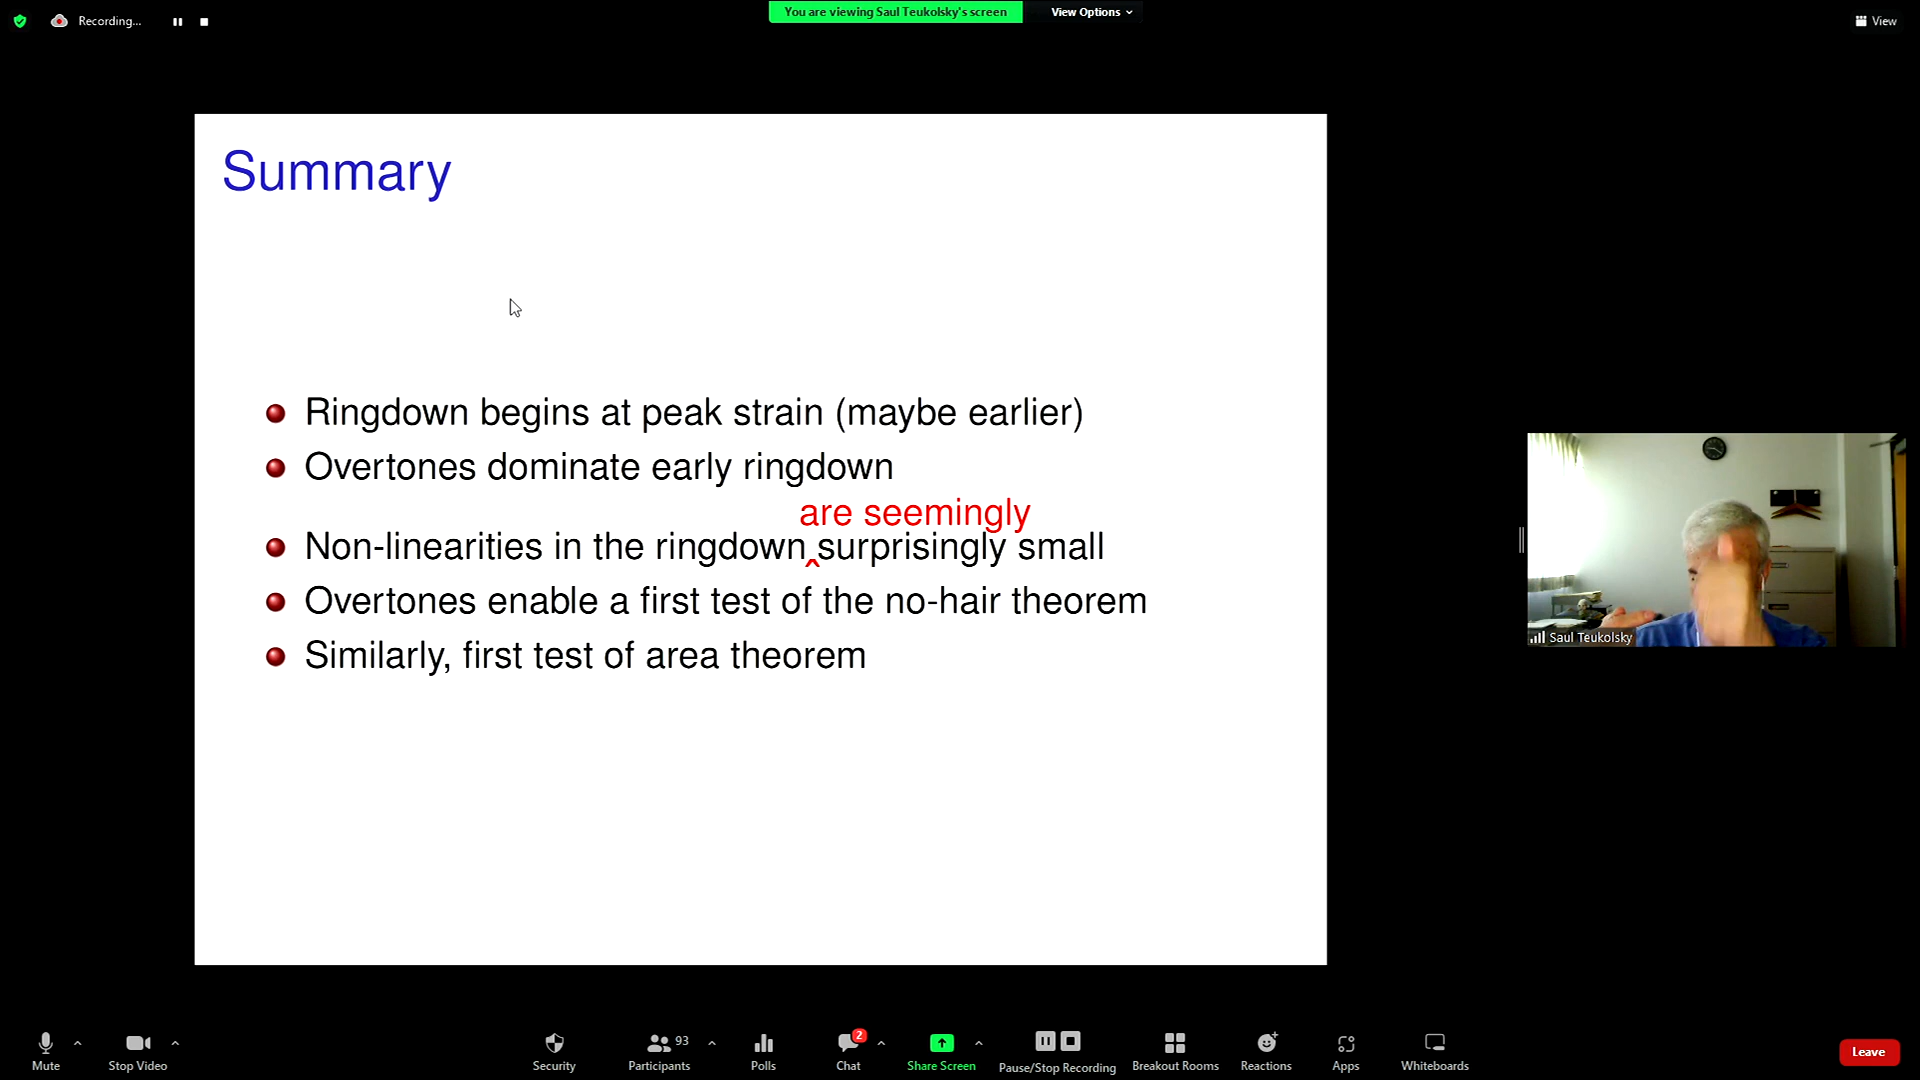 Recording...
You are viewing Saul Teukolsky's screen
View Options
View
Summary
Ringdown begins at peak strain (maybe earlier)
Overtones dominate early ringdown
are seemingly
Non-linearities in the ringdown ‸ surprisingly small
Overtones enable a first test of the no-hair theorem
Similarly, first test of area theorem
Saul Teukolsky
Mute
Stop Video
Security
93
Participants
Polls
2
Chat
Share Screen
Pause/Stop Recording
Breakout Rooms
Reactions
Apps
Whiteboards
Leave